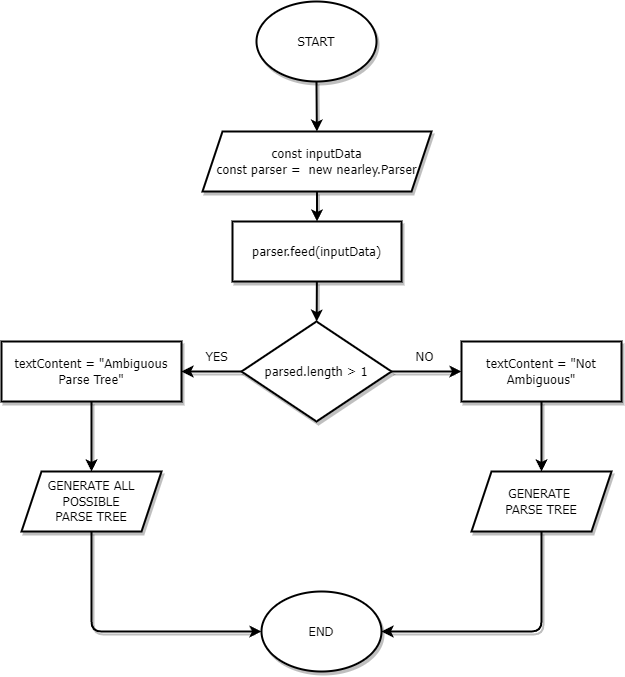 START
const inputData
const parser = new nearley.Parser
parser.feed(inputData)
parsed.length > 1
YES
NO
textContent = "Ambiguous
Parse Tree"
textContent = "Not
Ambiguous"
GENERATE ALL
POSSIBLE
PARSE TREE
GENERATE
PARSE TREE
END